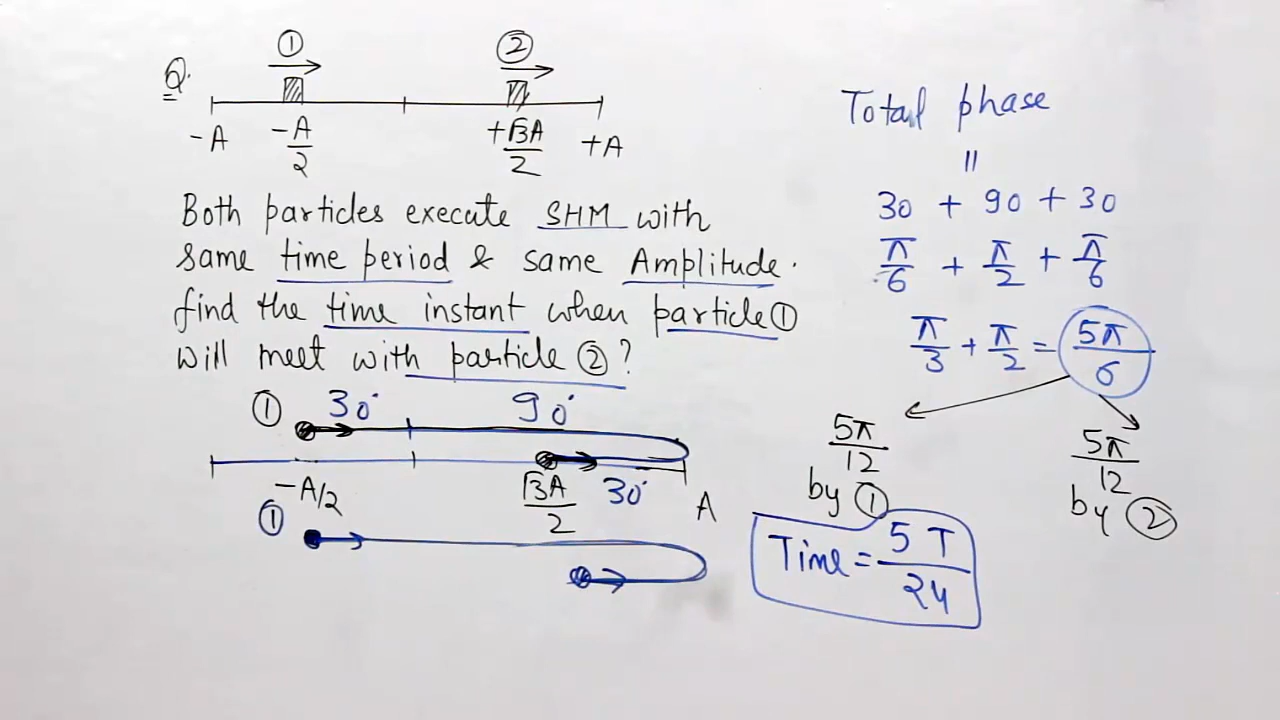 Q.
① ②
-A -A/2 +√3A/2 +A
Both particles execute SHM with
same time period & same Amplitude.
find the time instant when particle ①
will meet with particle ② ?
① 30° 90°
-A/2 √3A/2 30° A
①
Total phase
=
30 + 90 + 30
π/6 + π/2 + π/6
π/3 + π/2 = 5π/6
5π/12 by ①
5π/12 by ②
Time = 5T/24